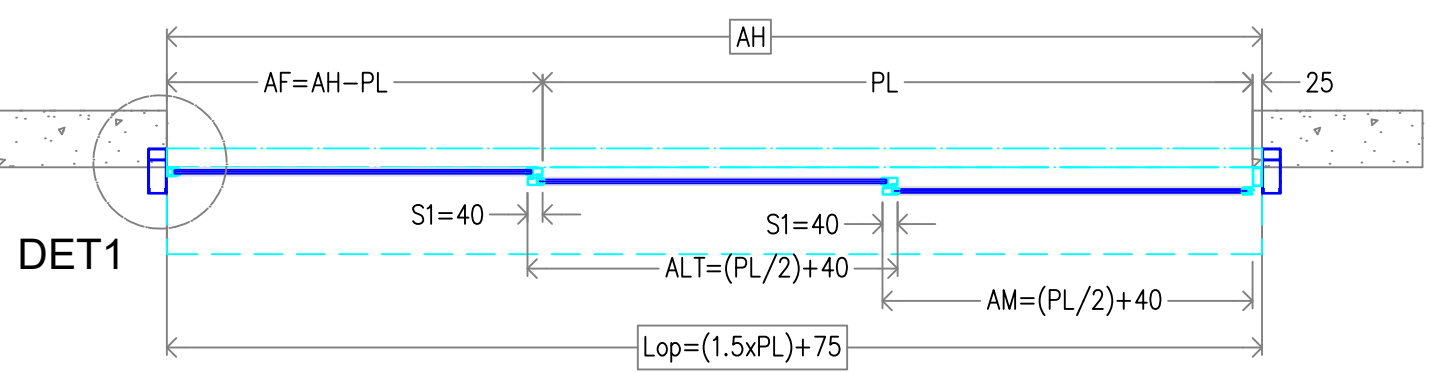 AH
AF=AH-PL
PL
25
S1=40
S1=40
DET1
ALT=(PL/2)+40
AM=(PL/2)+40
Lop=(1.5xPL)+75